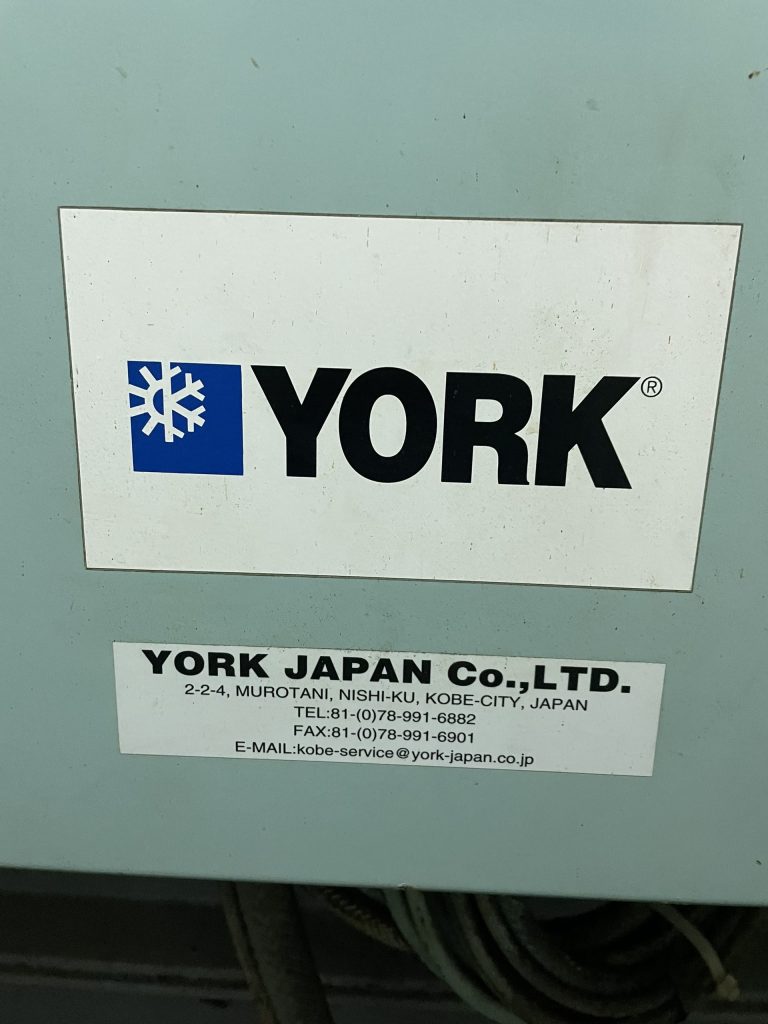 YORK®
YORK JAPAN Co.,LTD.
2-2-4, MUROTANI, NISHI-KU, KOBE-CITY, JAPAN
TEL:81-(0)78-991-6882
FAX:81-(0)78-991-6901
E-MAIL:kobe-service@york-japan.co.jp